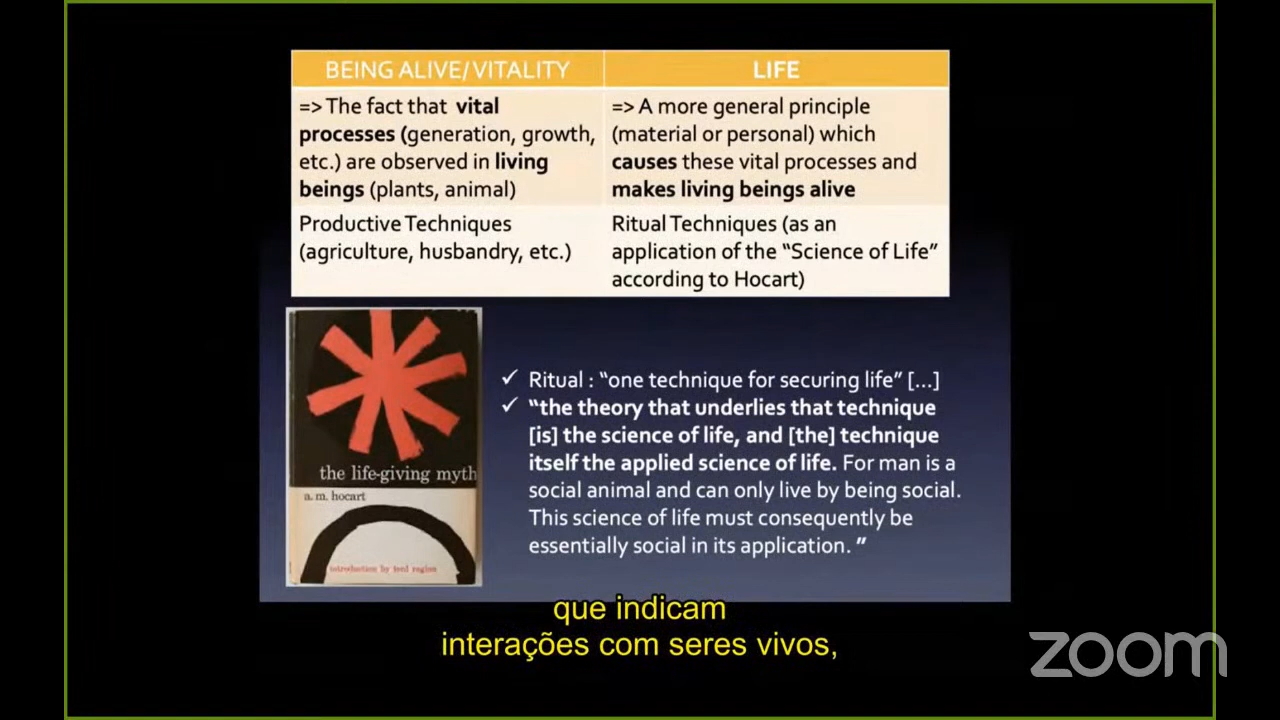 BEING ALIVE/VITALITY
LIFE
=> The fact that vital
processes (generation, growth,
etc.) are observed in living
beings (plants, animal)
=> A more general principle
(material or personal) which
causes these vital processes and
makes living beings alive
Productive Techniques
(agriculture, husbandry, etc.)
Ritual Techniques (as an
application of the “Science of Life”
according to Hocart)
the life-giving myth
a. m. hocart
introduction by lord raglan
✓ Ritual : “one technique for securing life” [...]
✓ “the theory that underlies that technique
[is] the science of life, and [the] technique
itself the applied science of life. For man is a
social animal and can only live by being social.
This science of life must consequently be
essentially social in its application. ”
que indicam
interações com seres vivos,
zoom